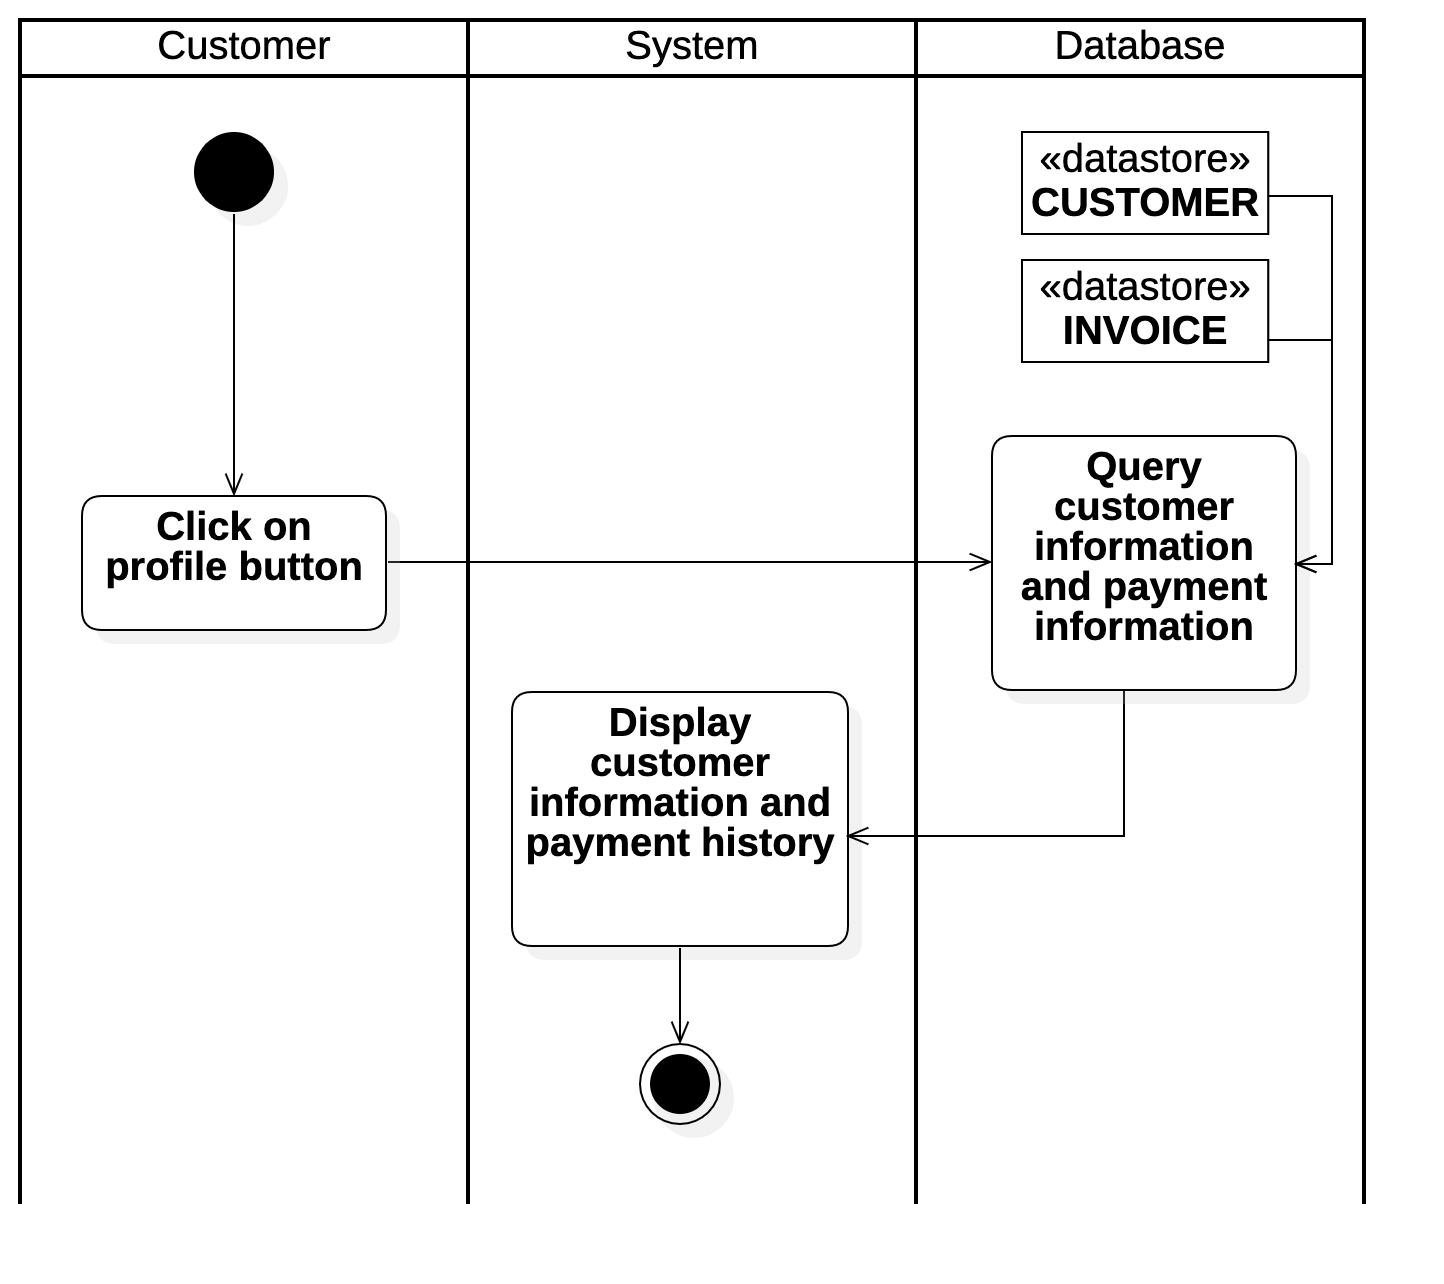 Customer
System
Database
«datastore»
CUSTOMER
«datastore»
INVOICE
Click on
profile button
Query
customer
information
and payment
information
Display
customer
information and
payment history